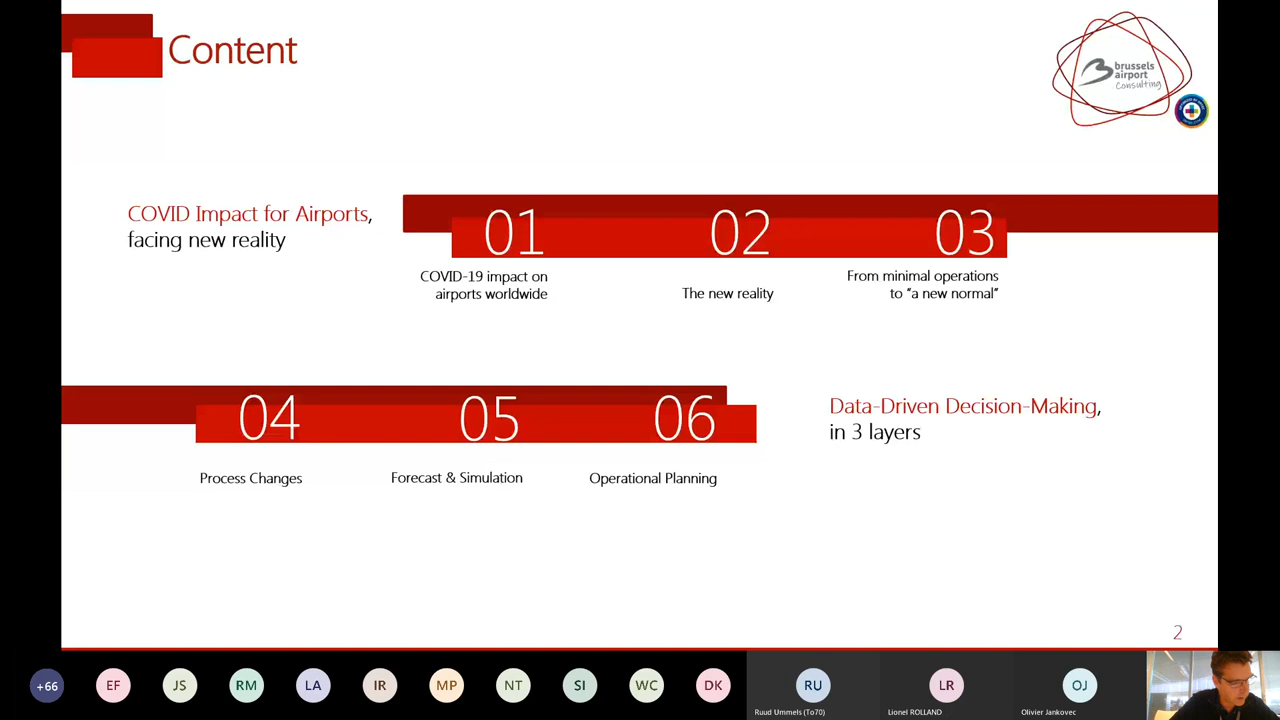 Content
brussels
airport
Consulting
COVID Impact for Airports,
facing new reality
01
02
03
COVID-19 impact on
airports worldwide
The new reality
From minimal operations
to “a new normal”
04
05
06
Data-Driven Decision-Making,
in 3 layers
Process Changes
Forecast & Simulation
Operational Planning
2
+66
EF
JS
RM
LA
IR
MP
NT
SI
WC
DK
RU
LR
OJ
Ruud Ummels (To70)
Lionel ROLLAND
Olivier Jankovec